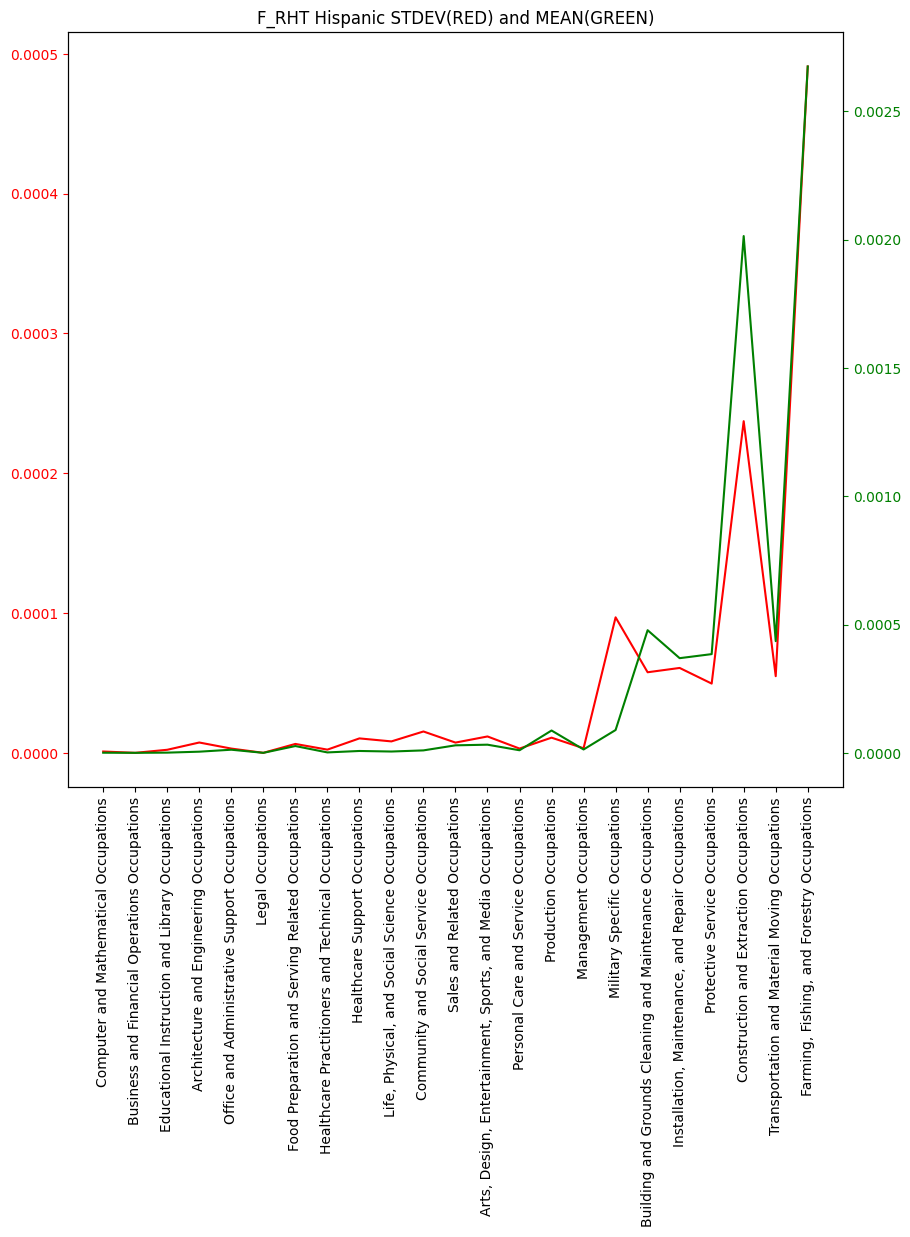 F_RHT Hispanic STDEV(RED) and MEAN(GREEN)
0.0005
0.0004
0.0003
0.0002
0.0001
0.0000
0.0025
0.0020
0.0015
0.0010
0.0005
0.0000
Computer and Mathematical Occupations
Business and Financial Operations Occupations
Educational Instruction and Library Occupations
Architecture and Engineering Occupations
Office and Administrative Support Occupations
Legal Occupations
Food Preparation and Serving Related Occupations
Healthcare Practitioners and Technical Occupations
Healthcare Support Occupations
Life, Physical, and Social Science Occupations
Community and Social Service Occupations
Sales and Related Occupations
Arts, Design, Entertainment, Sports, and Media Occupations
Personal Care and Service Occupations
Production Occupations
Management Occupations
Military Specific Occupations
Building and Grounds Cleaning and Maintenance Occupations
Installation, Maintenance, and Repair Occupations
Protective Service Occupations
Construction and Extraction Occupations
Transportation and Material Moving Occupations
Farming, Fishing, and Forestry Occupations